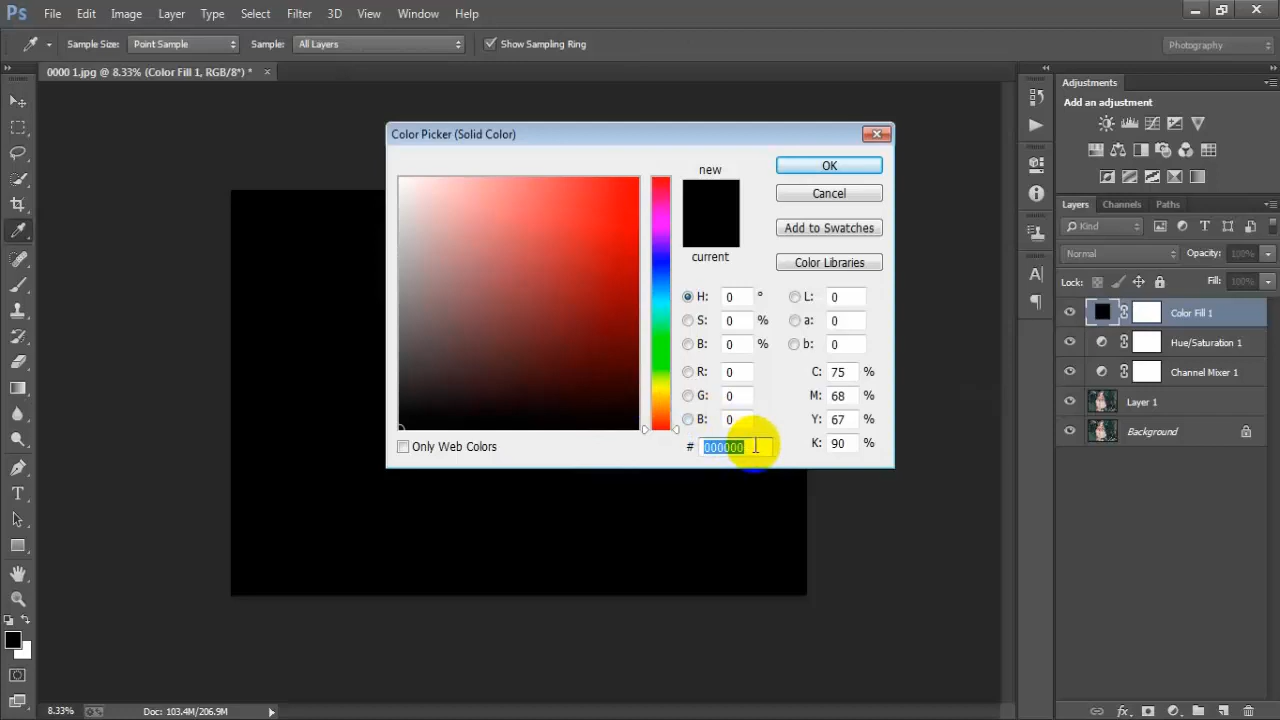 Ps File Edit Image Layer Type Select Filter 3D View Window Help
Sample Size: Point Sample Sample: All Layers Show Sampling Ring Photography
0000 1.jpg @ 8.33% (Color Fill 1, RGB/8*) * ×
Adjustments
Add an adjustment
Color Picker (Solid Color)
new
current
OK
Cancel
Add to Swatches
Color Libraries
H: 0 ° L: 0
S: 0 % a: 0
B: 0 % b: 0
R: 0 C: 75 %
G: 0 M: 68 %
B: 0 Y: 67 %
# 000000 K: 90 %
Only Web Colors
Layers Channels Paths
Kind
Normal Opacity: 100%
Lock: Fill: 100%
Color Fill 1
Hue/Saturation 1
Channel Mixer 1
Layer 1
Background
8.33% Doc: 103.4M/206.9M